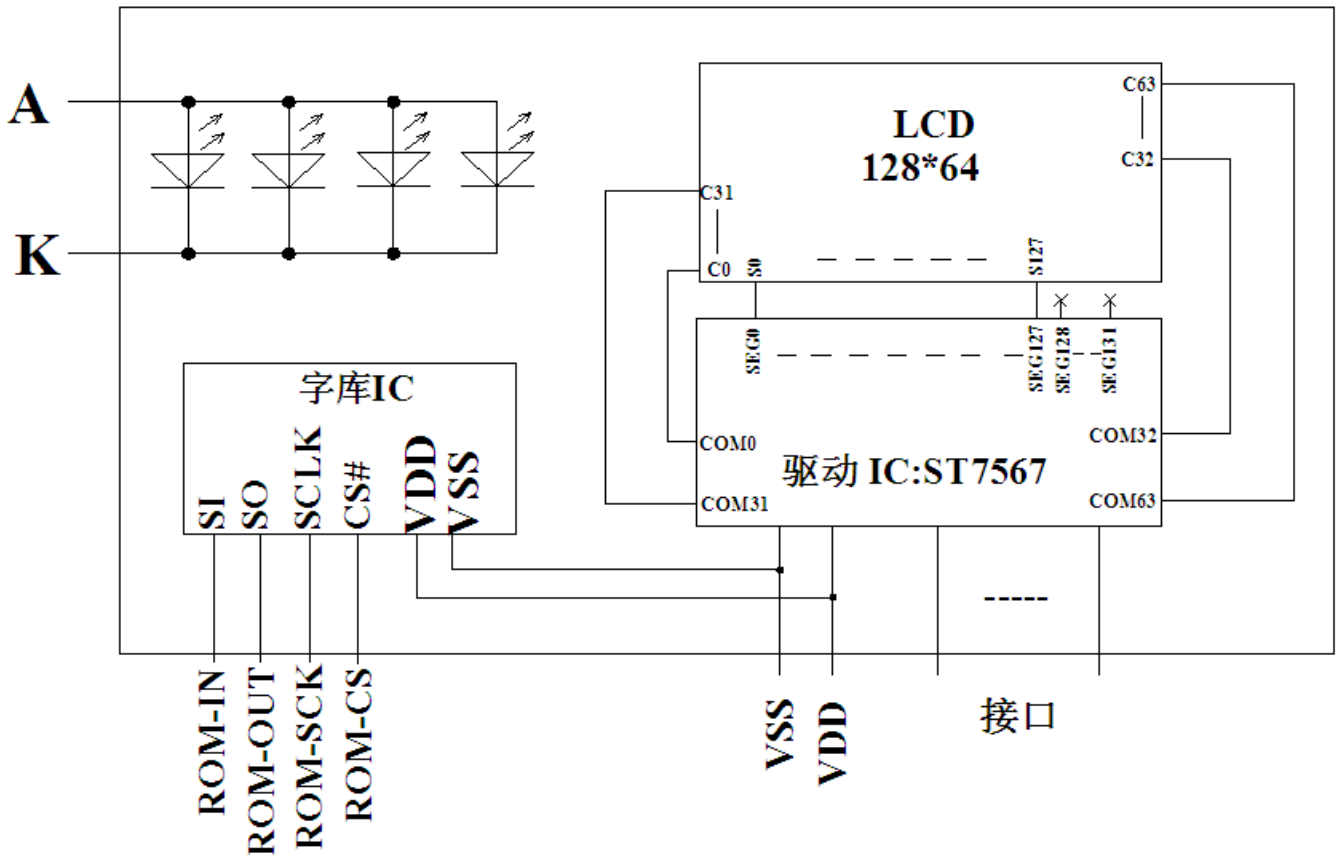 A
K
LCD
128*64
C63
C32
C31
C0
S0
S127
SEG0
SEG127
SEG128
SEG131
COM0
COM32
驱动 IC:ST7567
COM31
COM63
字库IC
SI
SO
SCLK
CS#
VDD
VSS
ROM-IN
ROM-OUT
ROM-SCK
ROM-CS
VSS
VDD
接口